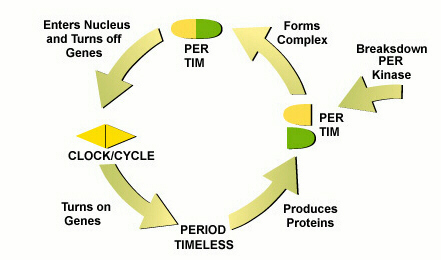 Enters Nucleus
and Turns off
Genes
PER
TIM
Forms
Complex
Breakdown
PER
Kinase
PER
TIM
CLOCK/CYCLE
Turns on
Genes
PERIOD
TIMELESS
Produces
Proteins